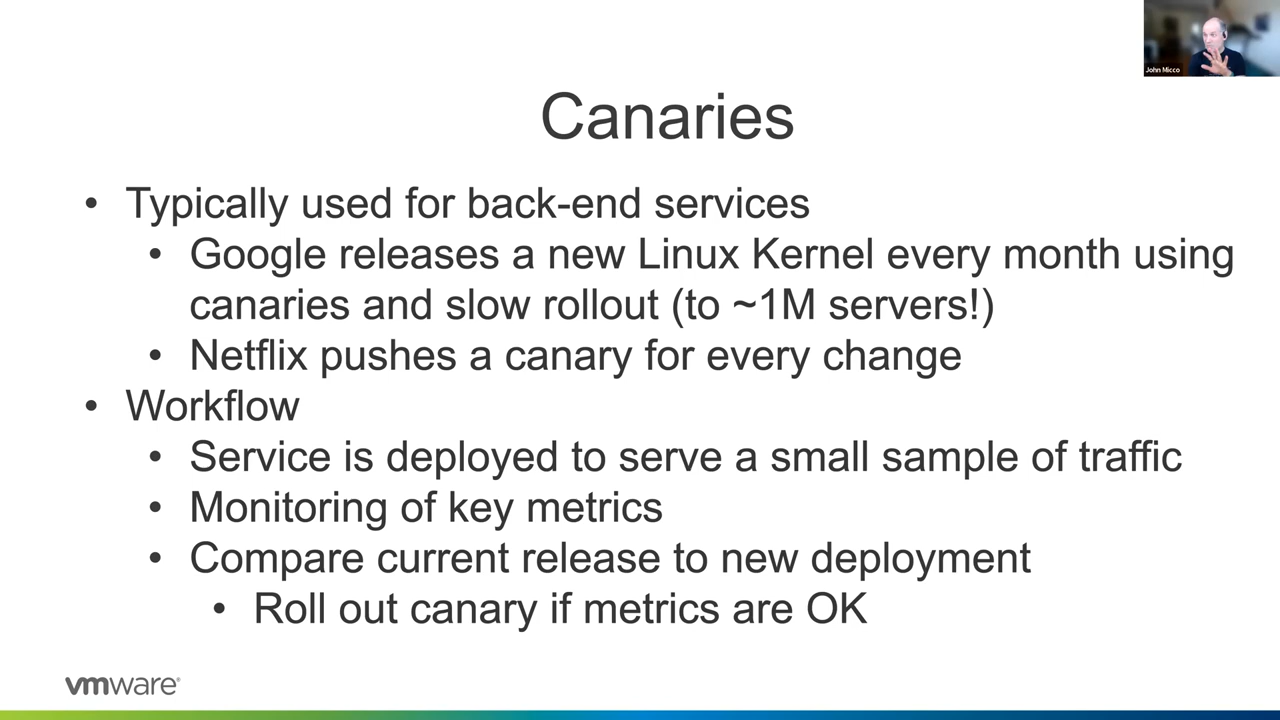 John Micco
Canaries
• Typically used for back-end services
• Google releases a new Linux Kernel every month using
canaries and slow rollout (to ~1M servers!)
• Netflix pushes a canary for every change
• Workflow
• Service is deployed to serve a small sample of traffic
• Monitoring of key metrics
• Compare current release to new deployment
• Roll out canary if metrics are OK
vmware®